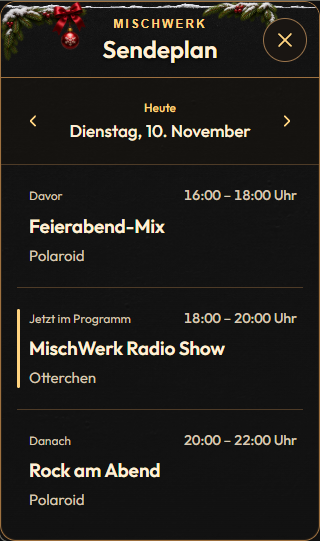 MISCHWERK
Sendeplan
Heute
Dienstag, 10. November
Davor 16:00 – 18:00 Uhr
Feierabend-Mix
Polaroid
Jetzt im Programm 18:00 – 20:00 Uhr
MischWerk Radio Show
Otterchen
Danach 20:00 – 22:00 Uhr
Rock am Abend
Polaroid